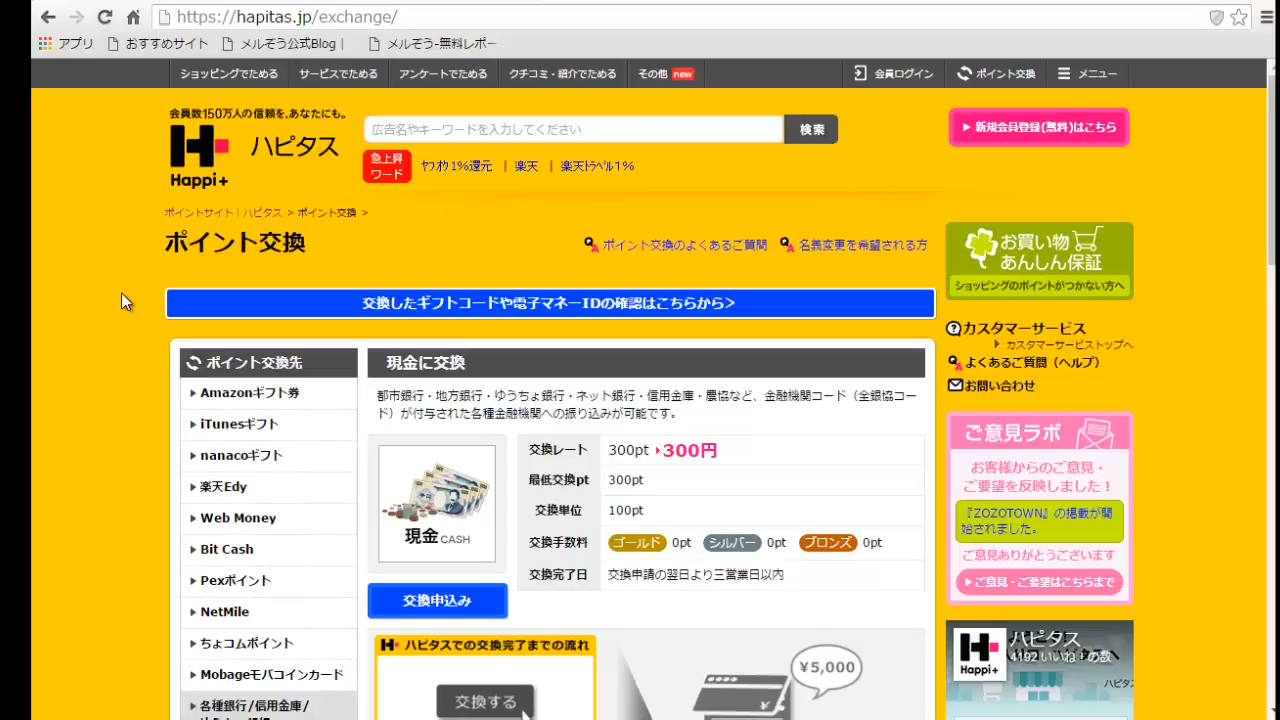 https://hapitas.jp/exchange/
アプリ おすすめサイト メルぞう公式Blog | メルぞう-無料レポー
ショッピングでためる サービスでためる アンケートでためる クチコミ・紹介でためる その他 new 会員ログイン ポイント交換 メニュー
会員数150万人の信頼を、あなたにも。
ハピタス
Happi+
広告名やキーワードを入力してください 検索
新規会員登録(無料)はこちら
急上昇
ワード
ﾔﾌｵｸ1%還元 | 楽天 | 楽天ﾄﾗﾍﾞﾙ1%
ポイントサイト｜ハピタス > ポイント交換 >
ポイント交換
ポイント交換のよくあるご質問 名義変更を希望される方
お買い物
あんしん保証
ショッピングのポイントがつかない方へ
交換したギフトコードや電子マネーIDの確認はこちらから>
カスタマーサービス
カスタマーサービストップへ
よくあるご質問（ヘルプ）
お問い合わせ
ポイント交換先
Amazonギフト券
iTunesギフト
nanacoギフト
楽天Edy
Web Money
Bit Cash
Pexポイント
NetMile
ちょコムポイント
Mobageモバコインカード
各種銀行/信用金庫/
現金に交換
都市銀行・地方銀行・ゆうちょ銀行・ネット銀行・信用金庫・農協など、金融機関コード（全銀協コー
ド）が付与された各種金融機関への振り込みが可能です。
現金 CASH
交換レート 300pt 300円
最低交換pt 300pt
交換単位 100pt
交換手数料 ゴールド 0pt シルバー 0pt ブロンズ 0pt
交換完了日 交換申請の翌日より三営業日以内
交換申込み
ハピタスでの交換完了までの流れ
交換する
¥5,000
ご意見ラボ
お客様からのご意見・
ご要望を反映しました！
『ZOZOTOWN』の掲載が開
始されました。
ご意見ありがとうございます
ご意見・ご要望はこちらまで
Happi+
ハピタス
4192 いいね！の数